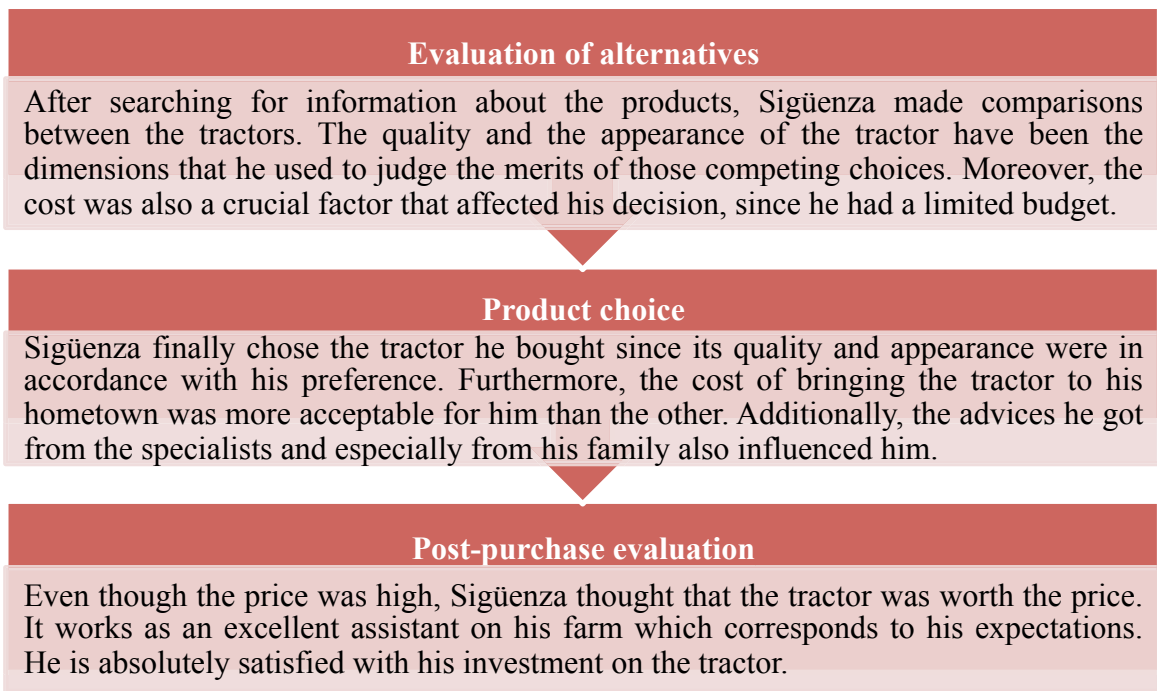 Evaluation of alternatives
After searching for information about the products, Sigüenza made comparisons
between the tractors. The quality and the appearance of the tractor have been the
dimensions that he used to judge the merits of those competing choices. Moreover, the
cost was also a crucial factor that affected his decision, since he had a limited budget.
Product choice
Sigüenza finally chose the tractor he bought since its quality and appearance were in
accordance with his preference. Furthermore, the cost of bringing the tractor to his
hometown was more acceptable for him than the other. Additionally, the advices he got
from the specialists and especially from his family also influenced him.
Post-purchase evaluation
Even though the price was high, Sigüenza thought that the tractor was worth the price.
It works as an excellent assistant on his farm which corresponds to his expectations.
He is absolutely satisfied with his investment on the tractor.